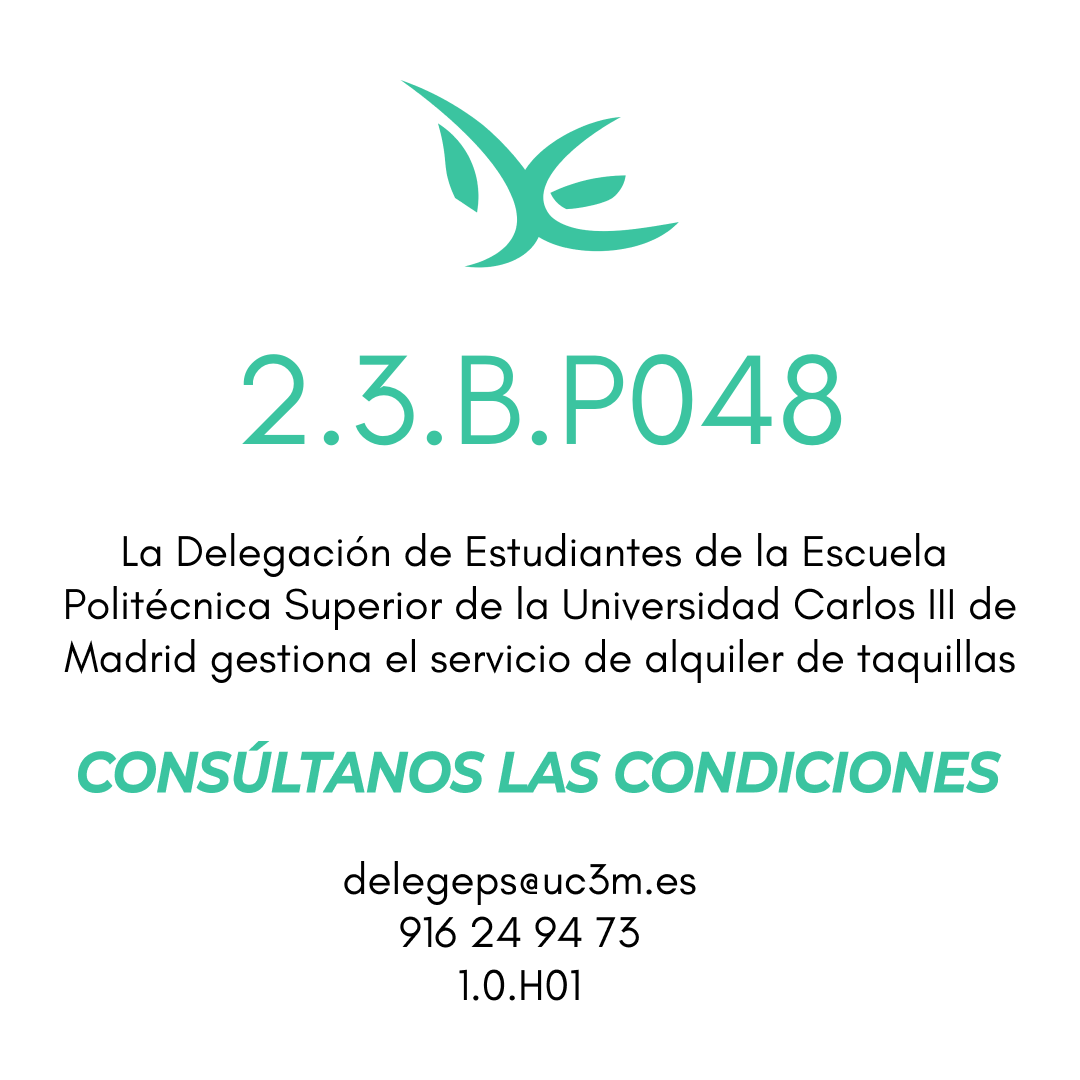 2.3.B.P048
La Delegación de Estudiantes de la Escuela
Politécnica Superior de la Universidad Carlos III de
Madrid gestiona el servicio de alquiler de taquillas
CONSÚLTANOS LAS CONDICIONES
delegeps@uc3m.es
916 24 94 73
1.0.H01